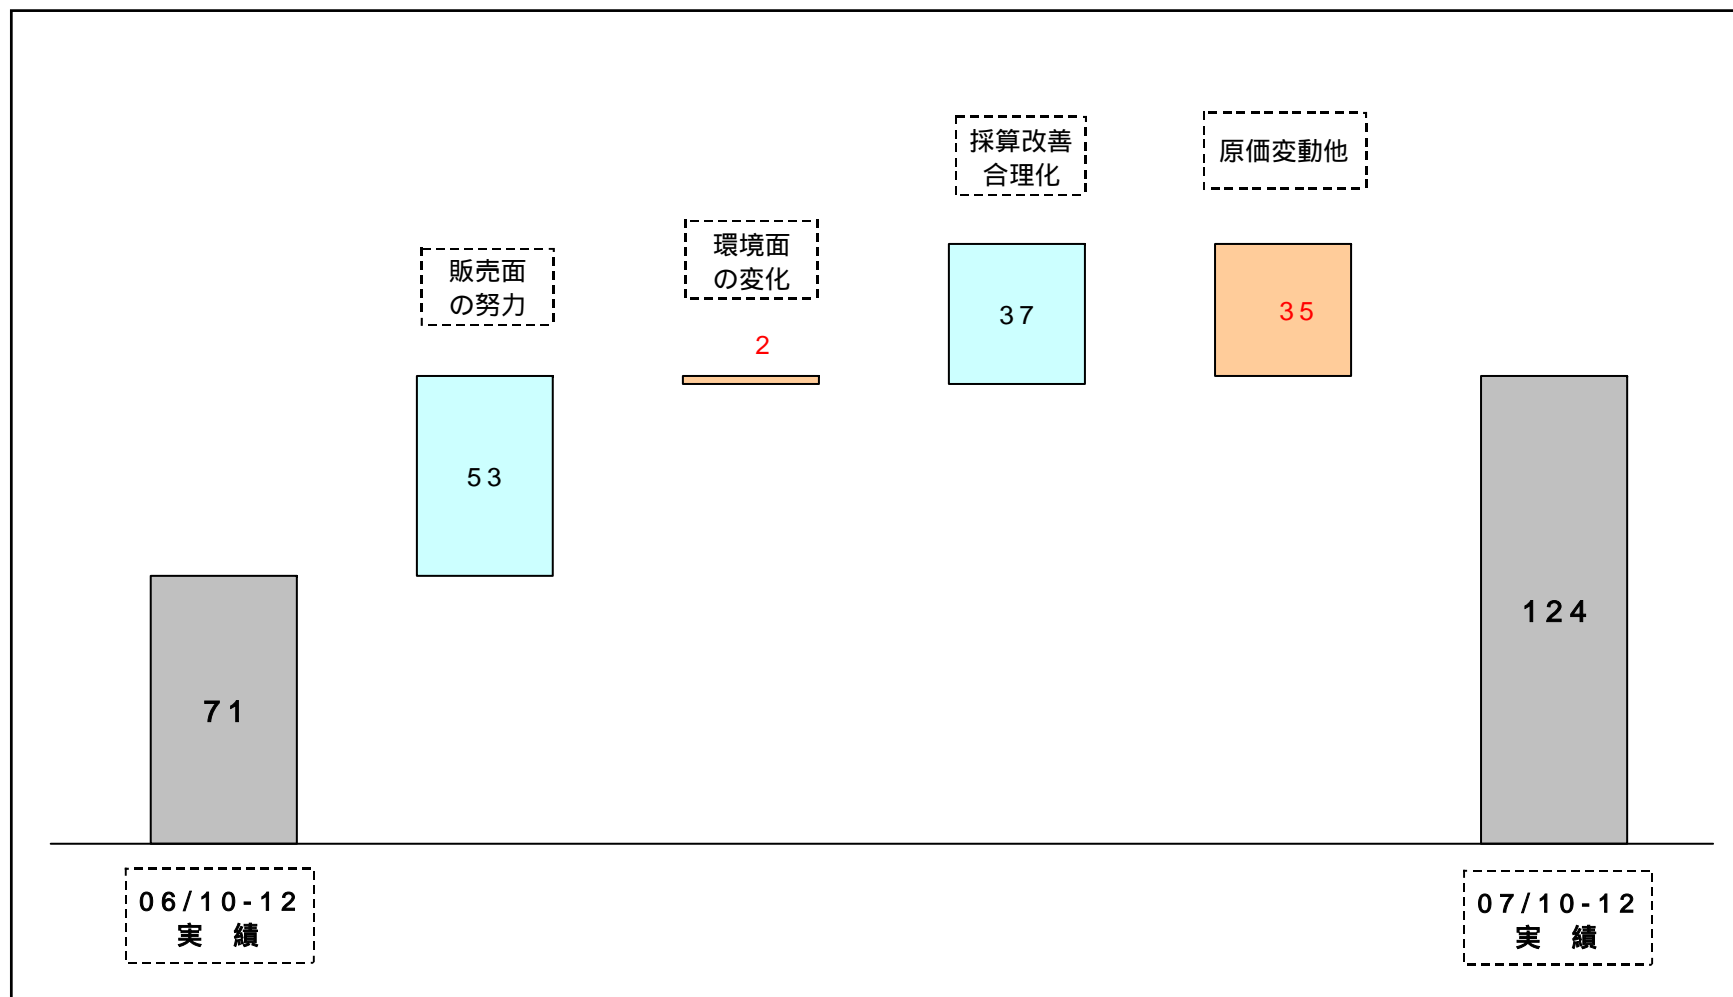 採算改善
合理化
原価変動他
環境面
の変化
販売面
の努力
37
35
2
53
124
71
06/10-12
実 績
07/10-12
実 績